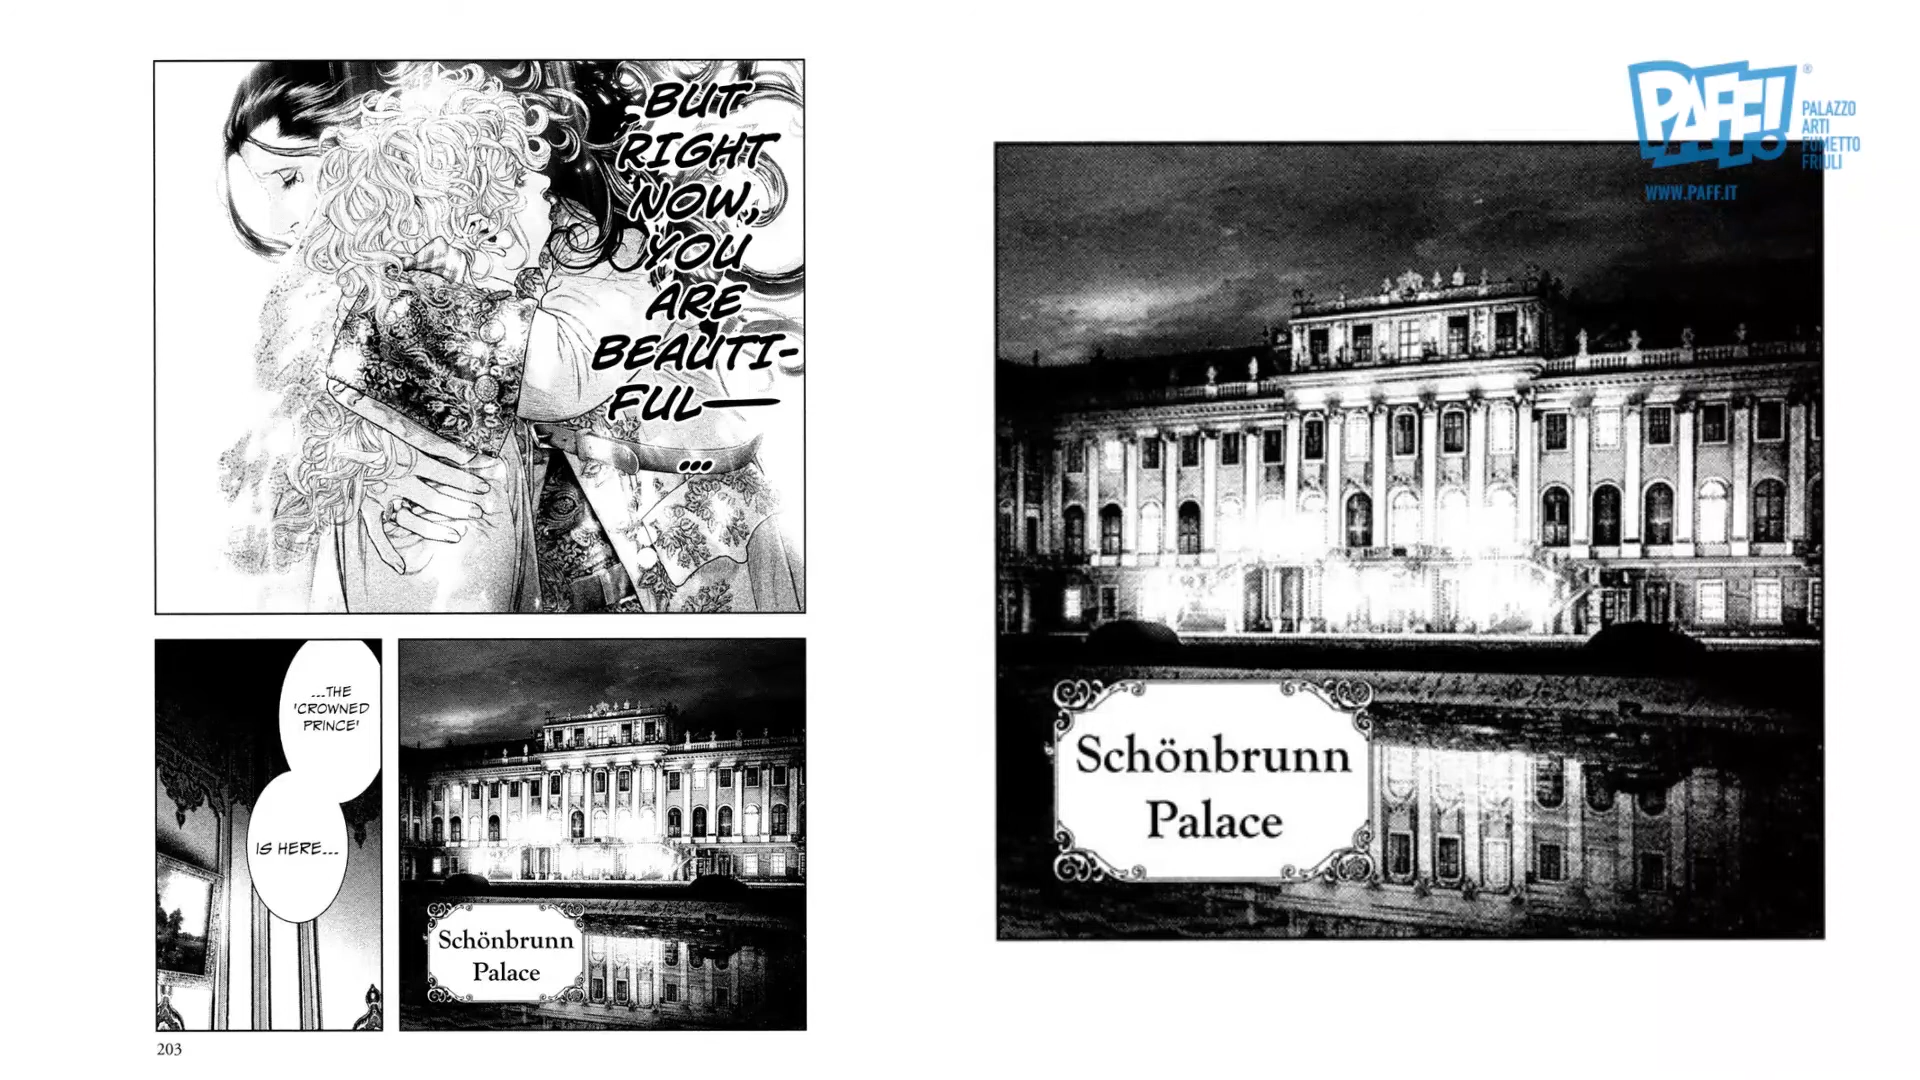 ...BUT
RIGHT
NOW,
YOU
ARE
BEAUTI-
FUL—
...
...THE
'CROWNED
PRINCE'
IS HERE...
Schönbrunn
Palace
203
Schönbrunn
Palace
PAFF!®
PALAZZO
ARTI
FUMETTO
FRIULI
WWW.PAFF.IT